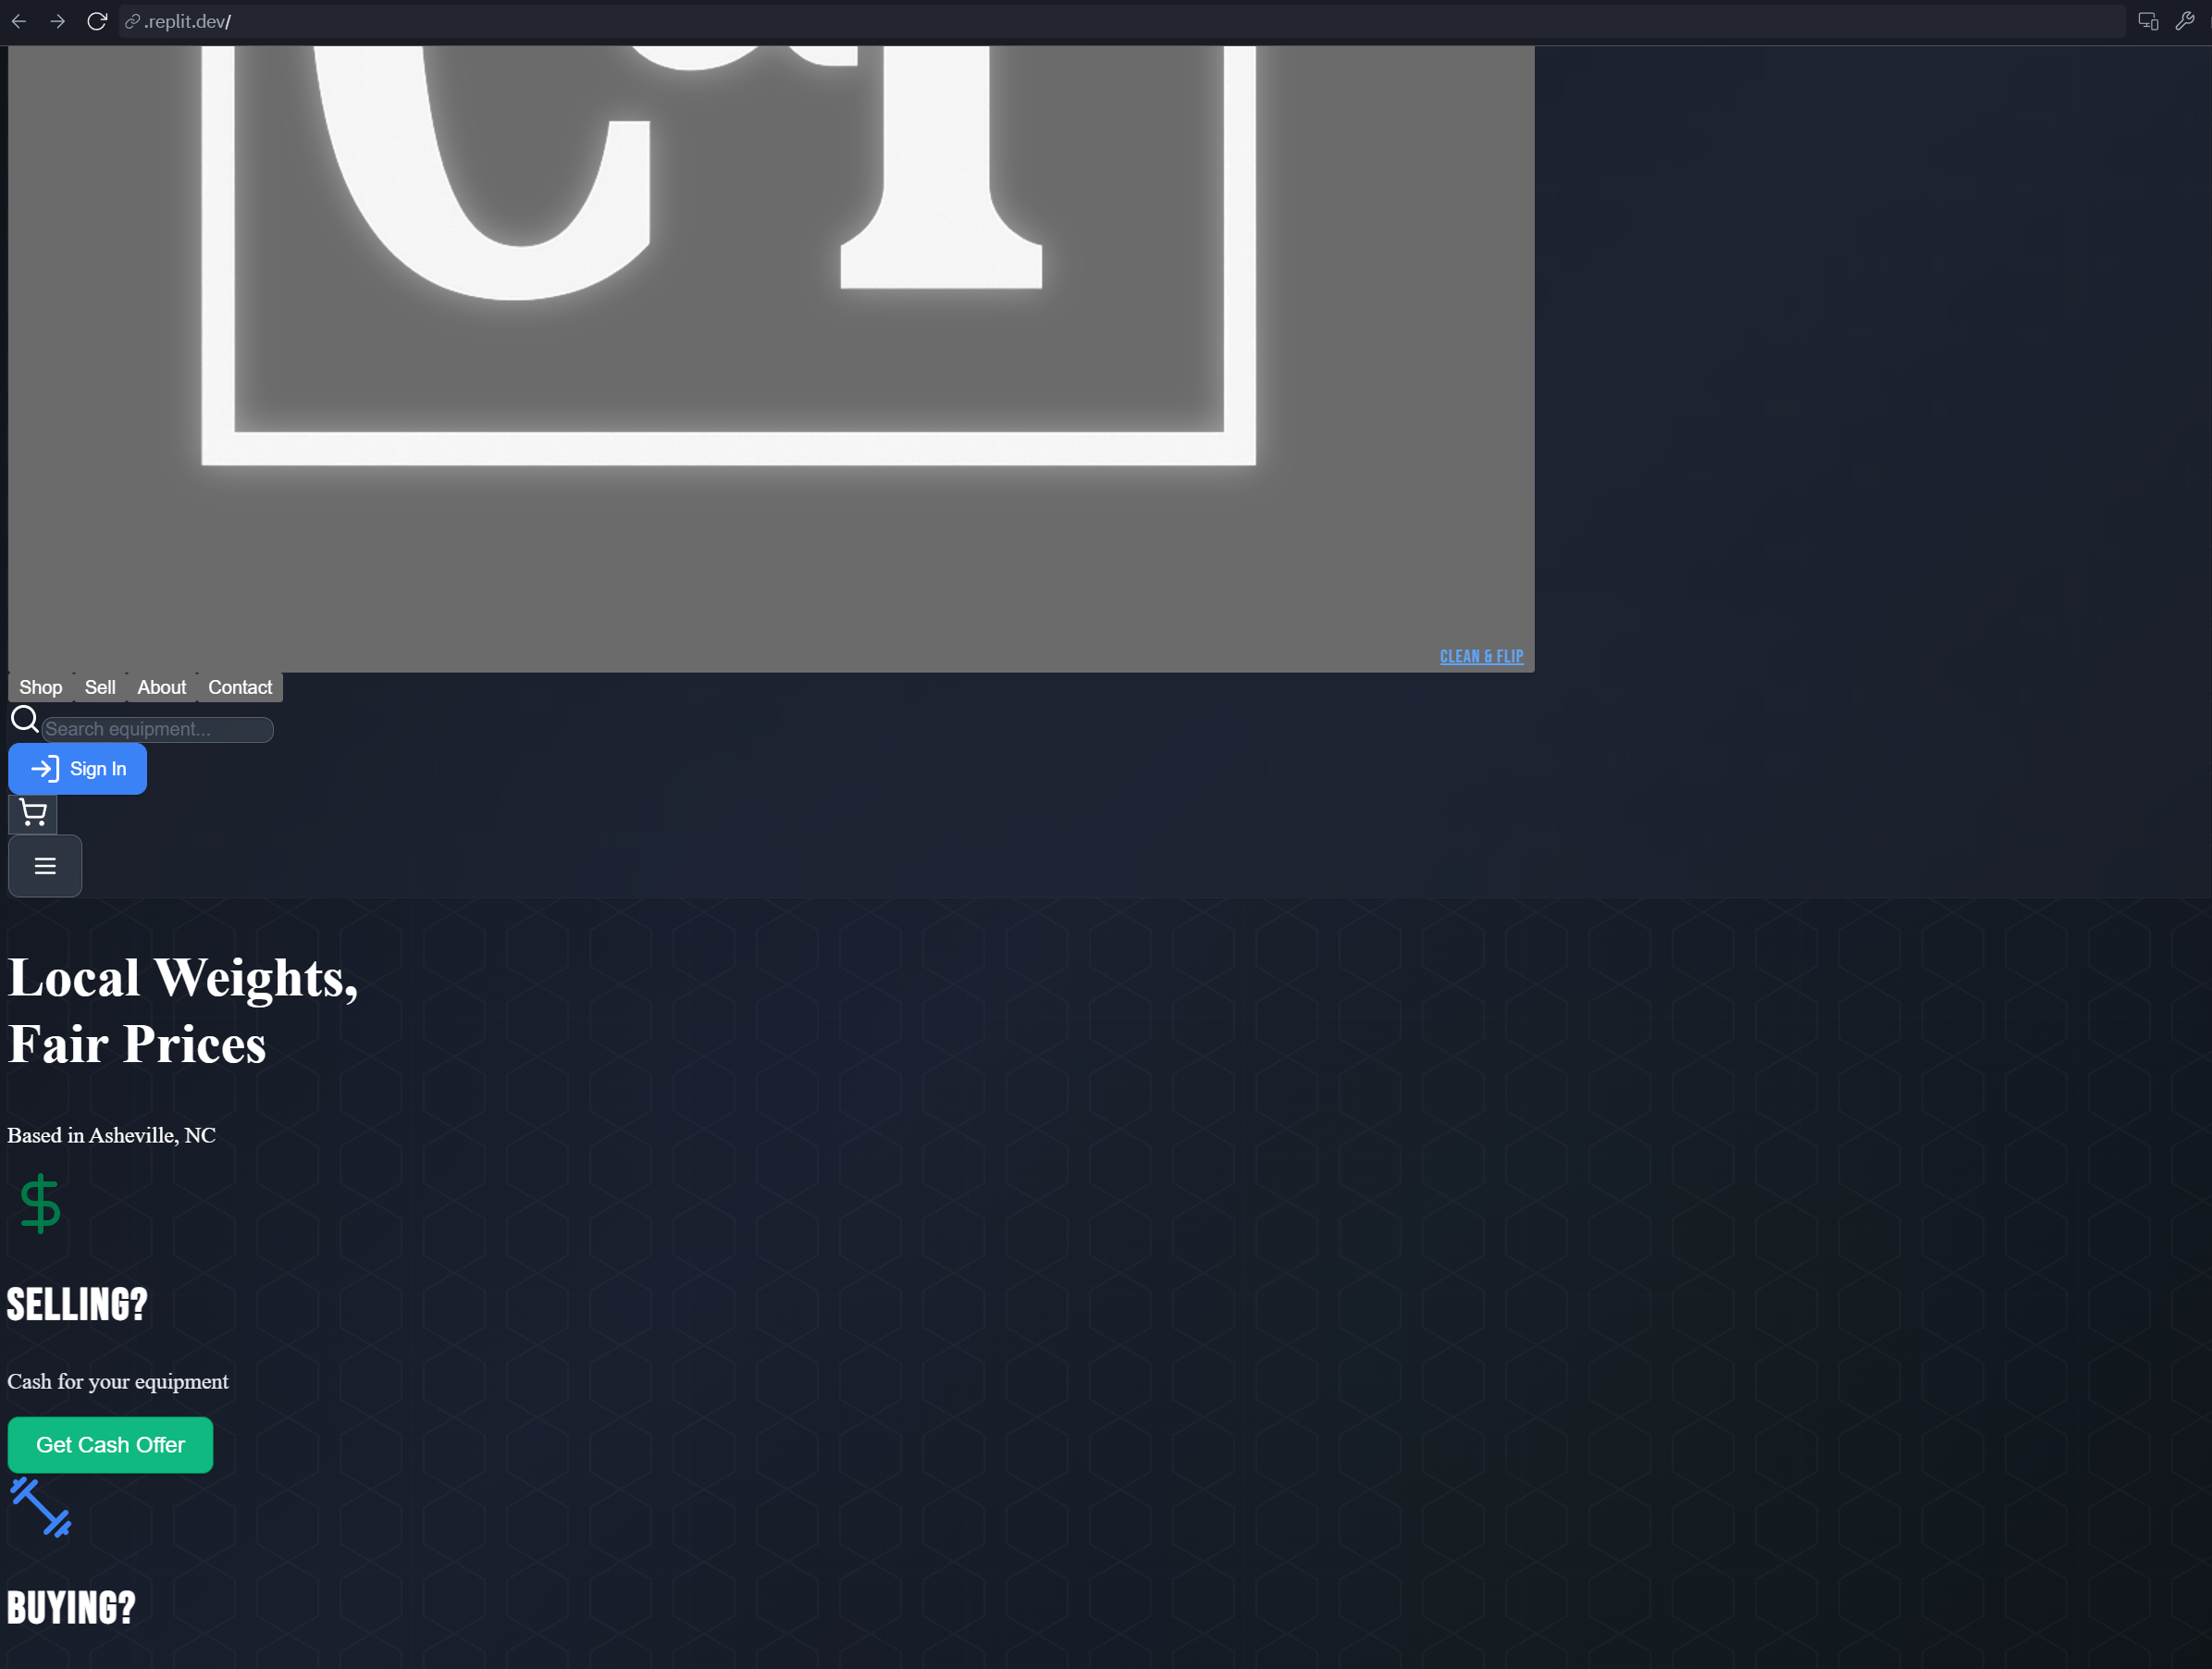 .replit.dev/
CLEAN & FLIP
Shop Sell About Contact
Search equipment...
Sign In
Local Weights,
Fair Prices
Based in Asheville, NC
SELLING?
Cash for your equipment
Get Cash Offer
BUYING?